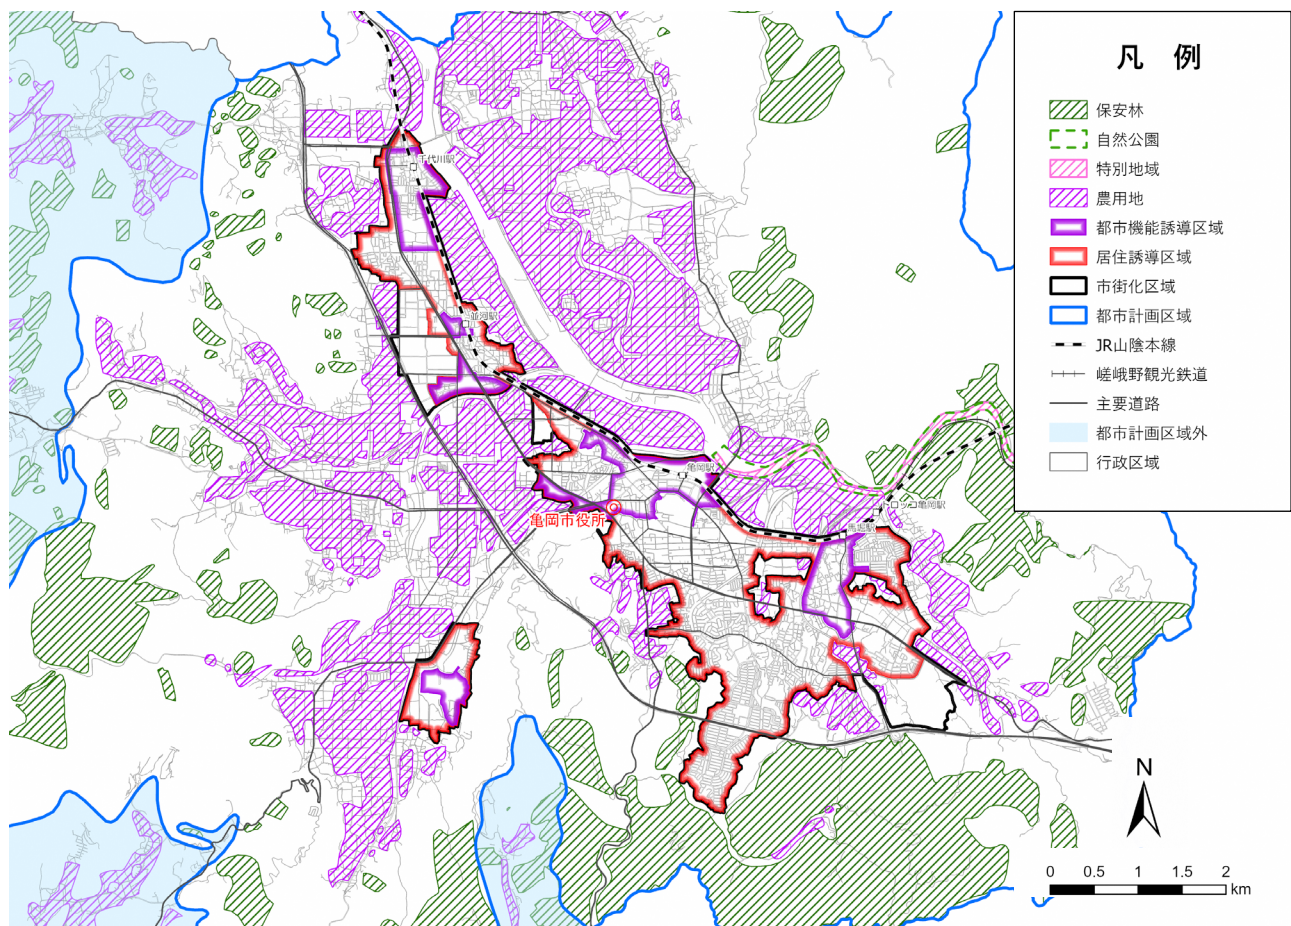 凡 例
保安林
自然公園
特別地域
農用地
都市機能誘導区域
居住誘導区域
市街化区域
都市計画区域
JR山陰本線
嵯峨野観光鉄道
主要道路
都市計画区域外
行政区域
千代川駅
並河駅
亀岡駅
トロッコ亀岡駅
馬堀駅
亀岡市役所
N
0 0.5 1 1.5 2
km